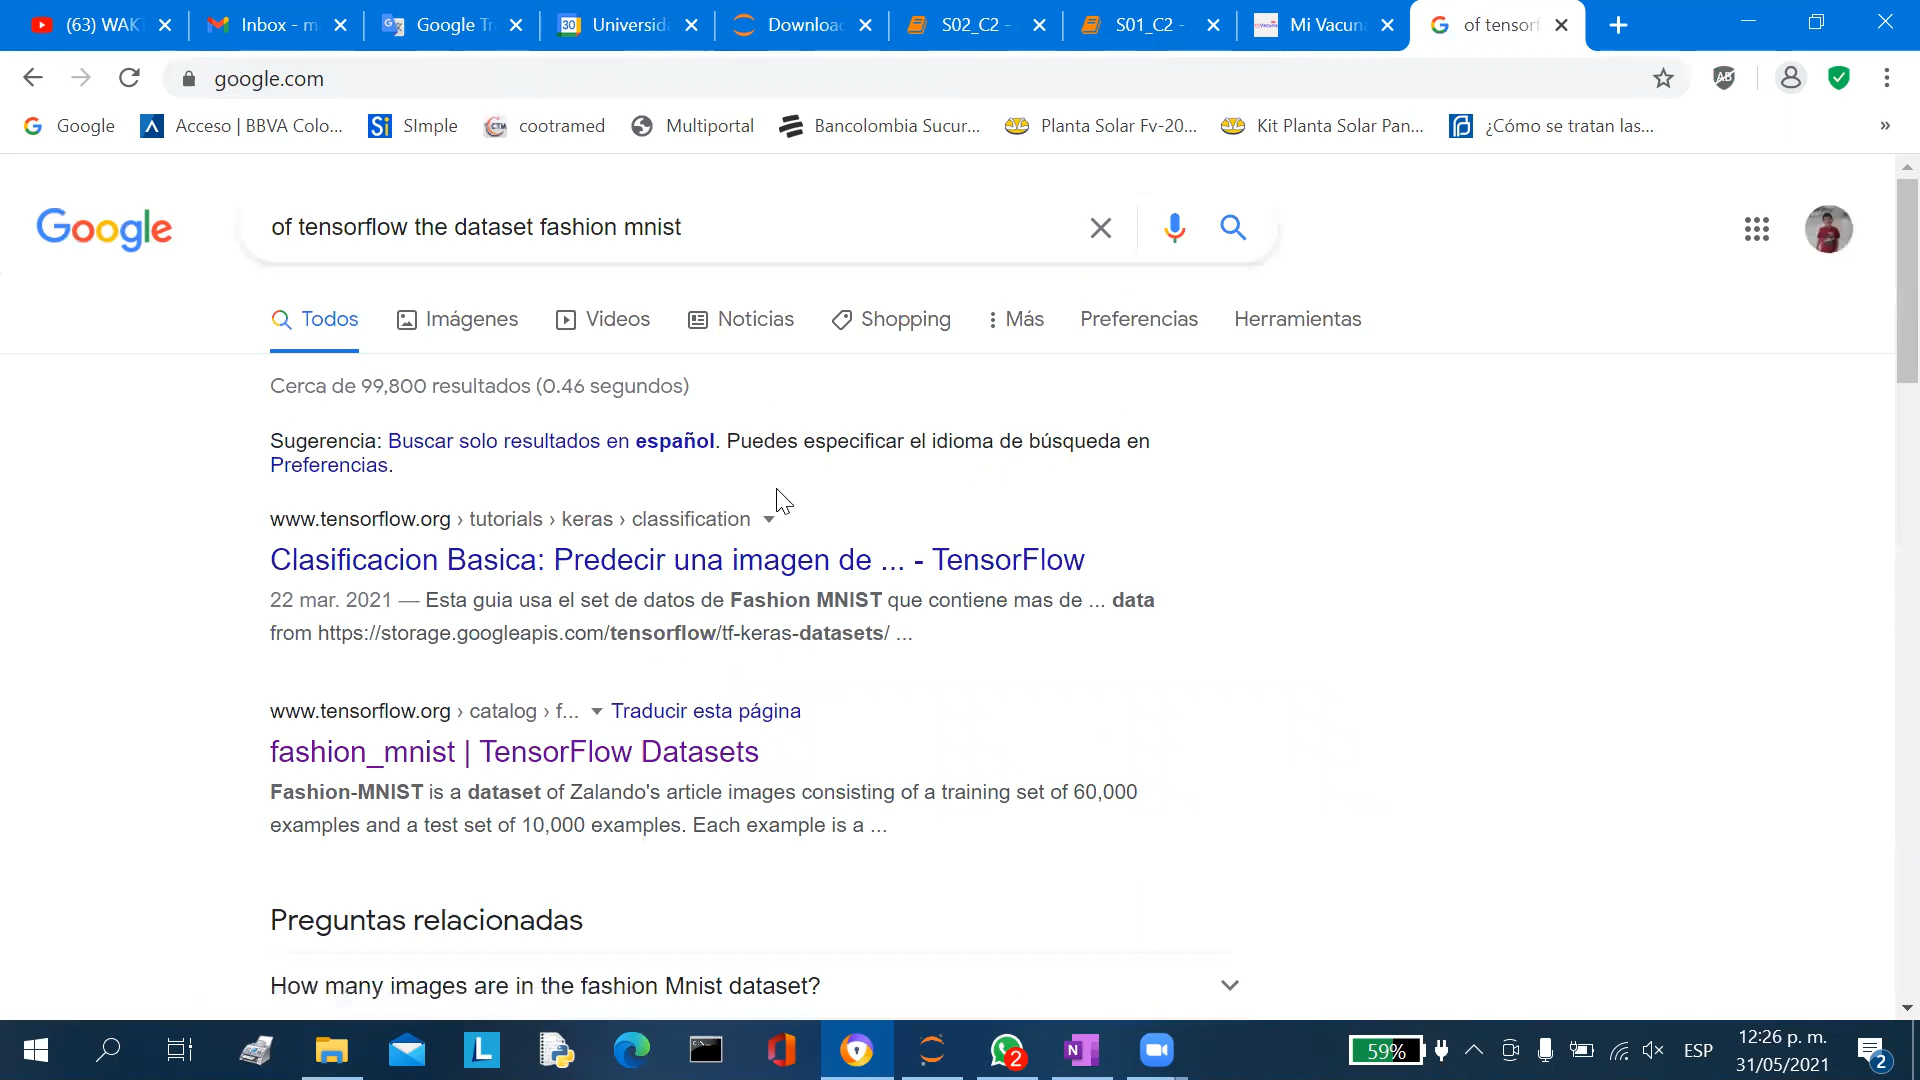 (63) WAK
Inbox - m
Google Tr
Universida
Download
S02_C2 -
S01_C2 -
Mi Vacuna
of tensorf
google.com
Google
Acceso | BBVA Colo...
SImple
cootramed
Multiportal
Bancolombia Sucur...
Planta Solar Fv-20...
Kit Planta Solar Pan...
¿Cómo se tratan las...
»
Google
of tensorflow the dataset fashion mnist
Todos
Imágenes
Videos
Noticias
Shopping
Más
Preferencias
Herramientas
Cerca de 99,800 resultados (0.46 segundos)
Sugerencia: Buscar solo resultados en español. Puedes especificar el idioma de búsqueda en
Preferencias.
www.tensorflow.org › tutorials › keras › classification
Clasificacion Basica: Predecir una imagen de ... - TensorFlow
22 mar. 2021 — Esta guia usa el set de datos de Fashion MNIST que contiene mas de ... data
from https://storage.googleapis.com/tensorflow/tf-keras-datasets/ ...
www.tensorflow.org › catalog › f... Traducir esta página
fashion_mnist | TensorFlow Datasets
Fashion-MNIST is a dataset of Zalando's article images consisting of a training set of 60,000
examples and a test set of 10,000 examples. Each example is a ...
Preguntas relacionadas
How many images are in the fashion Mnist dataset?
59%
ESP
12:26 p. m.
31/05/2021
2
2